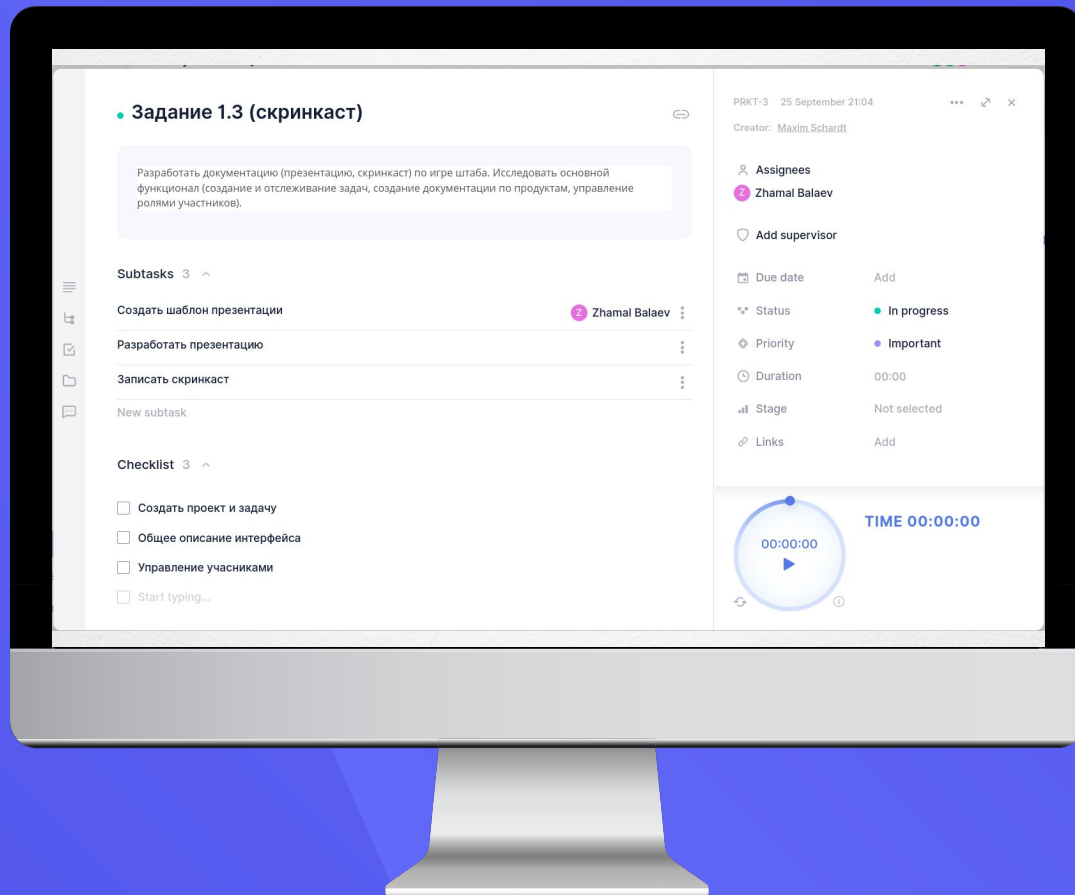 Задание 1.3 (скринкаст)
Разработать документацию (презентацию, скринкаст) по игре штаба. Исследовать основной
функционал (создание и отслеживание задач, создание документации по продуктам, управление
ролями участников).
Subtasks 3
Создать шаблон презентации Z Zhamal Balaev
Разработать презентацию
Записать скринкаст
New subtask
Checklist 3
Создать проект и задачу
Общее описание интерфейса
Управление учасниками
Start typing...
PRKT-3 25 September 21:04
Creator: Maxim Schardt
Assignees
Z Zhamal Balaev
Add supervisor
Due date Add
Status In progress
Priority Important
Duration 00:00
Stage Not selected
Links Add
00:00:00
TIME 00:00:00